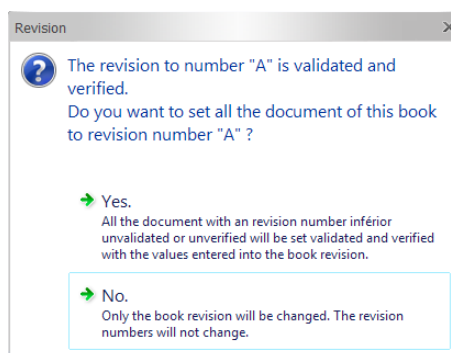 Revision
The revision to number "A" is validated and
verified.
Do you want to set all the document of this book
to revision number "A" ?
Yes.
All the document with an revision number inférior
unvalidated or unverified will be set validated and verified
with the values entered into the book revision.
No.
Only the book revision will be changed. The revision
numbers will not change.